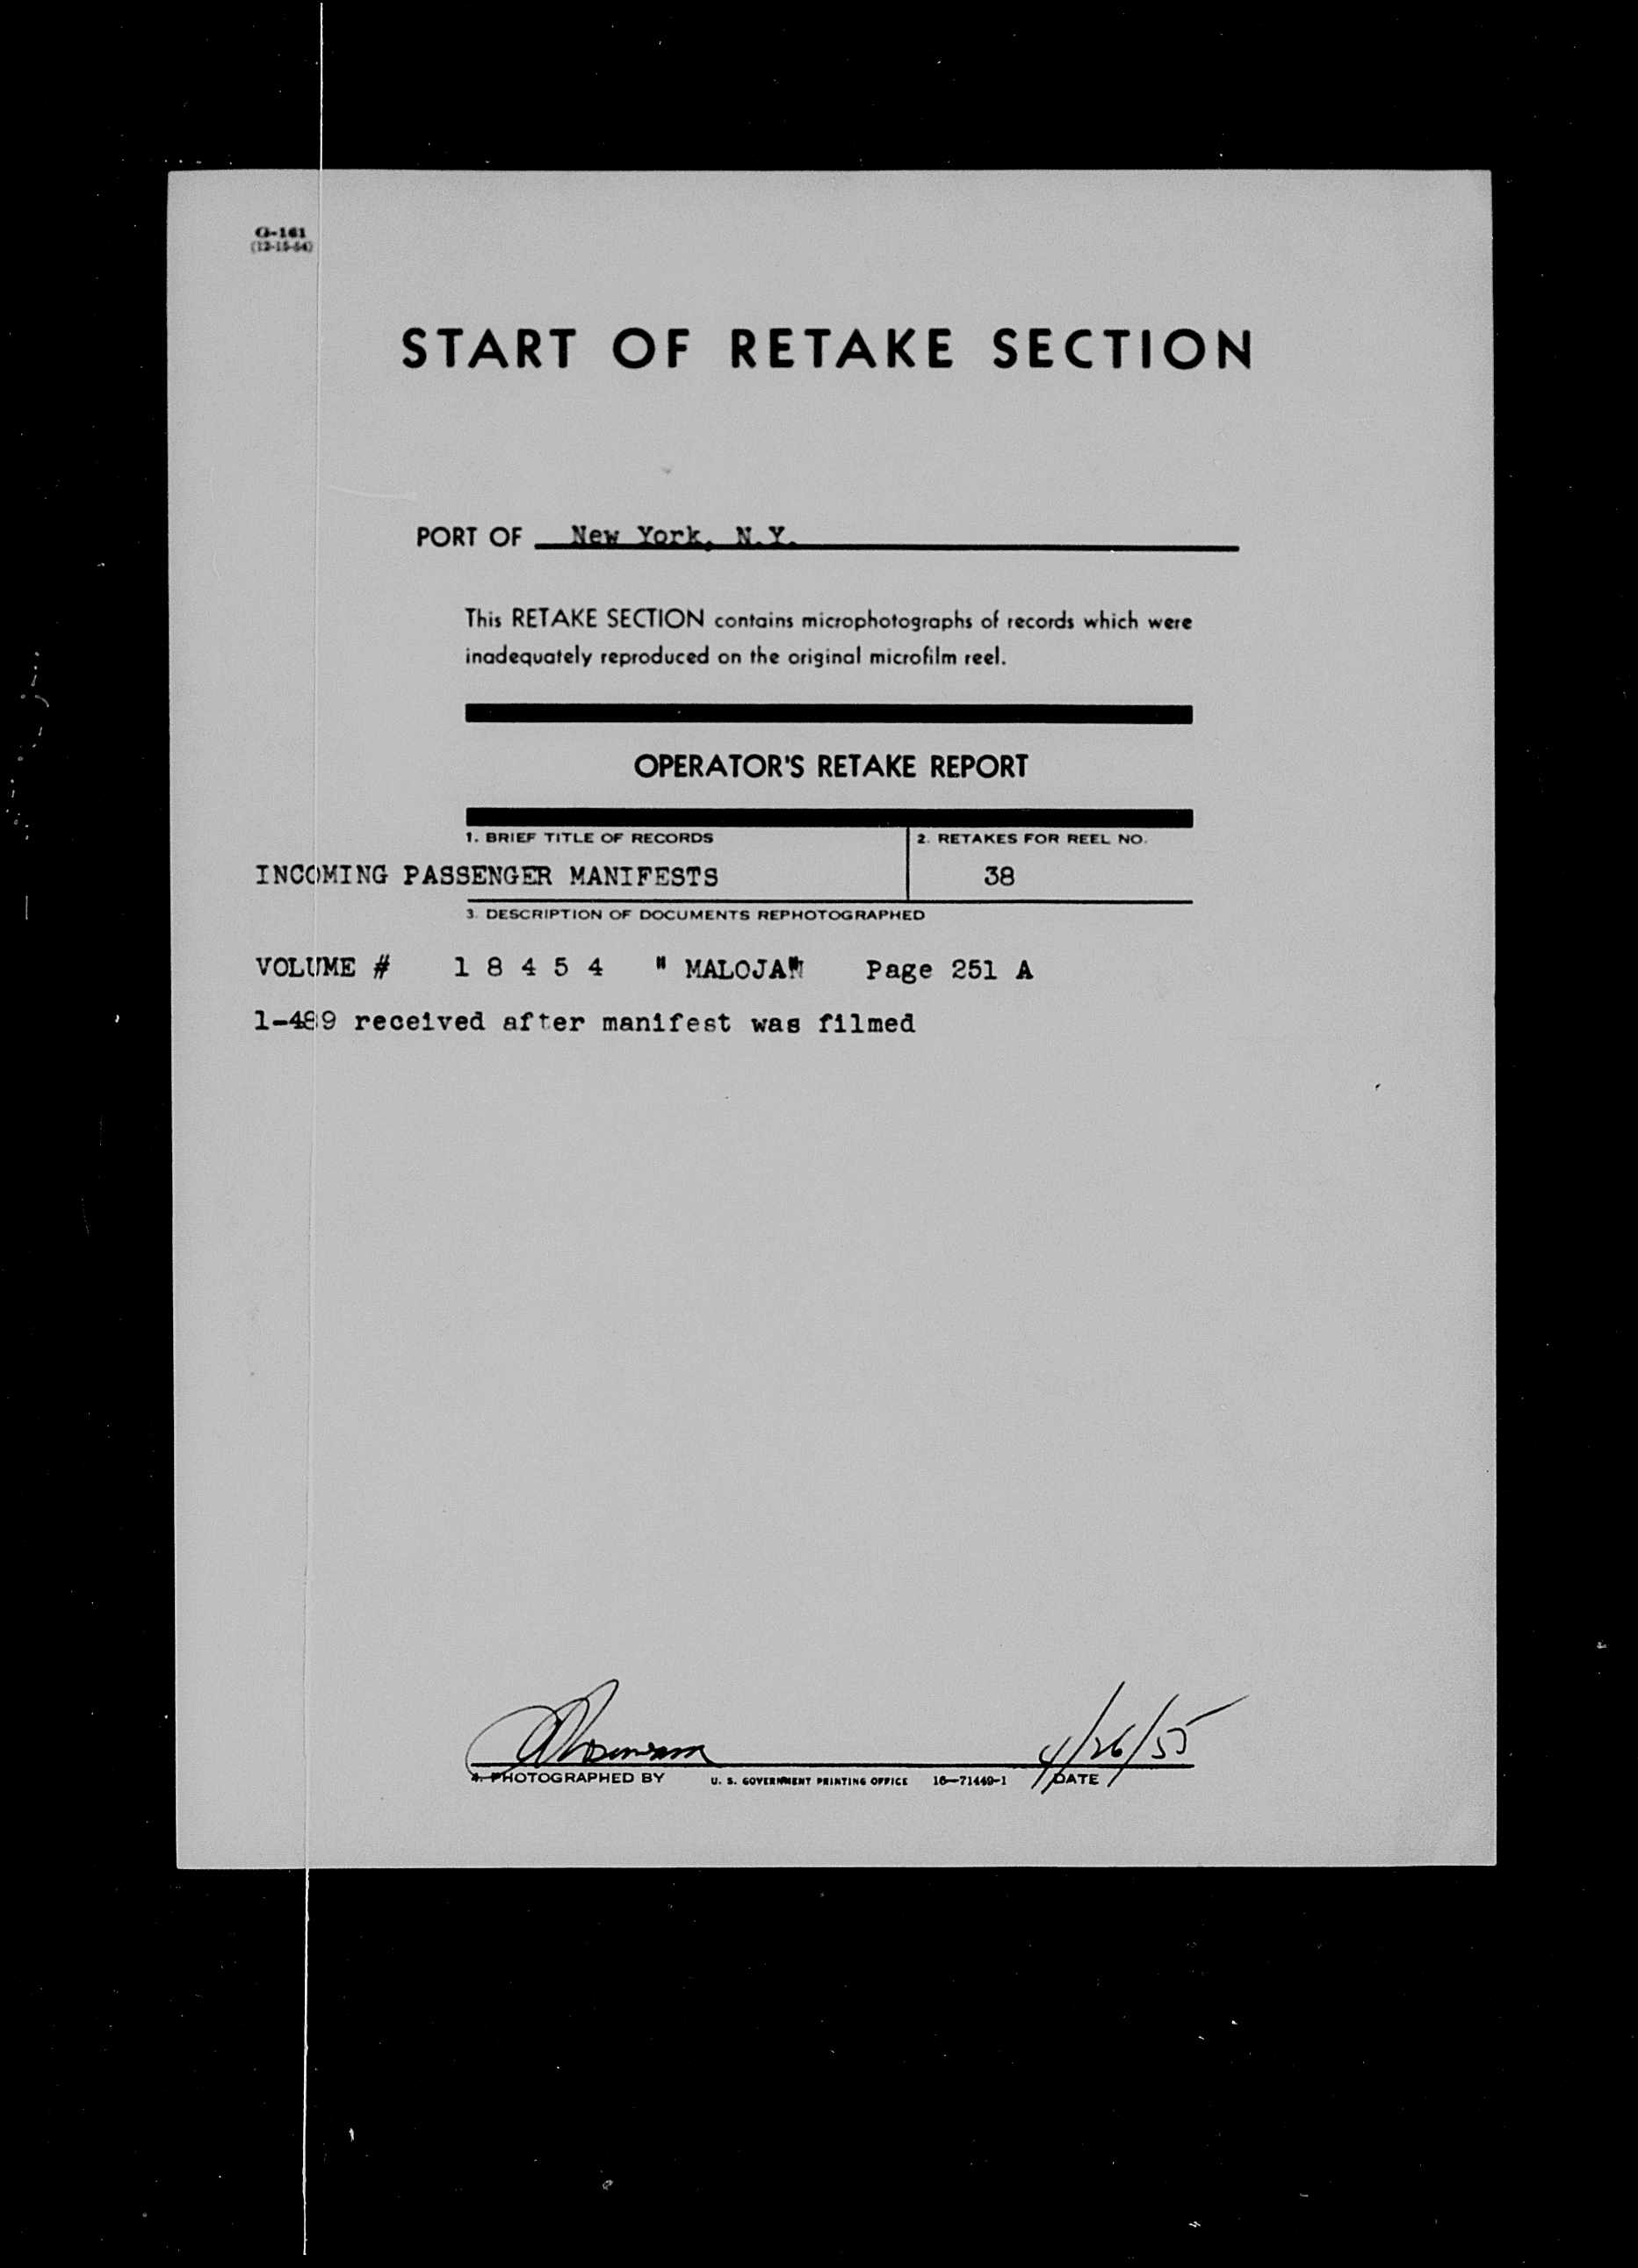 G-161
(12-15-54)
START OF RETAKE SECTION
PORT OF New York, N.Y.
This RETAKE SECTION contains microphotographs of records which were
inadequately reproduced on the original microfilm reel.
OPERATOR'S RETAKE REPORT
1. BRIEF TITLE OF RECORDS 2. RETAKES FOR REEL NO.
INCOMING PASSENGER MANIFESTS 38
3. DESCRIPTION OF DOCUMENTS REPHOTOGRAPHED
VOLUME # 1 8 4 5 4 " MALOJA" Page 251 A
1-489 received after manifest was filmed
4/26/55
4. PHOTOGRAPHED BY U. S. GOVERNMENT PRINTING OFFICE 16—71449-1 DATE